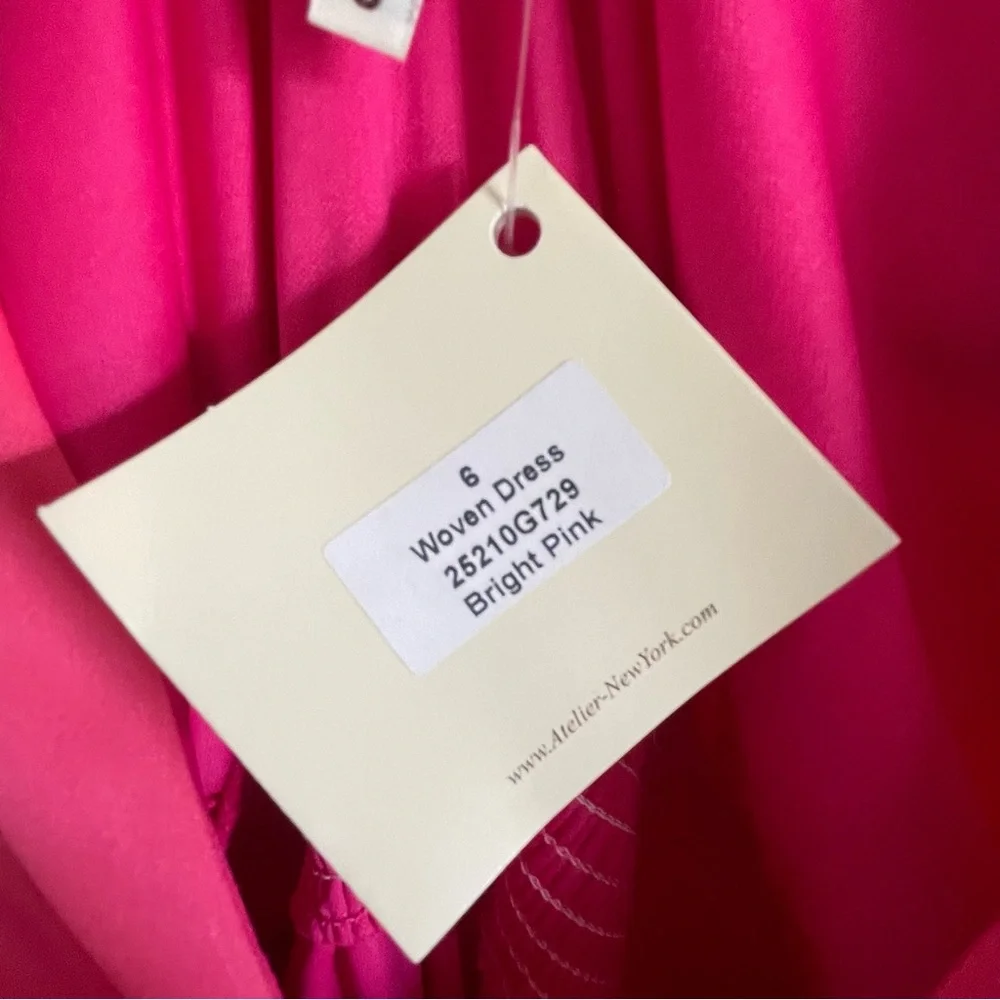 6
Woven Dress
25210G729
Bright Pink
www.Atelier-NewYork.com